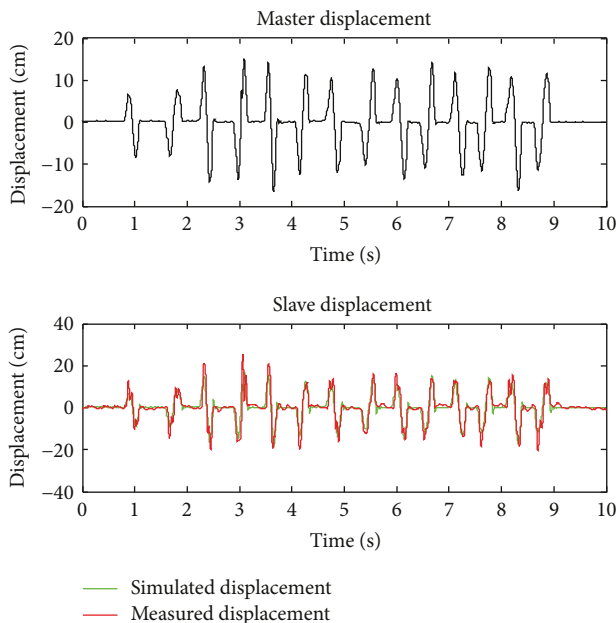 Master displacement
20
10
0
−10
−20
Displacement (cm)
0 1 2 3 4 5 6 7 8 9 10
Time (s)
Slave displacement
40
20
0
−20
−40
Displacement (cm)
0 1 2 3 4 5 6 7 8 9 10
Time (s)
Simulated displacement
Measured displacement